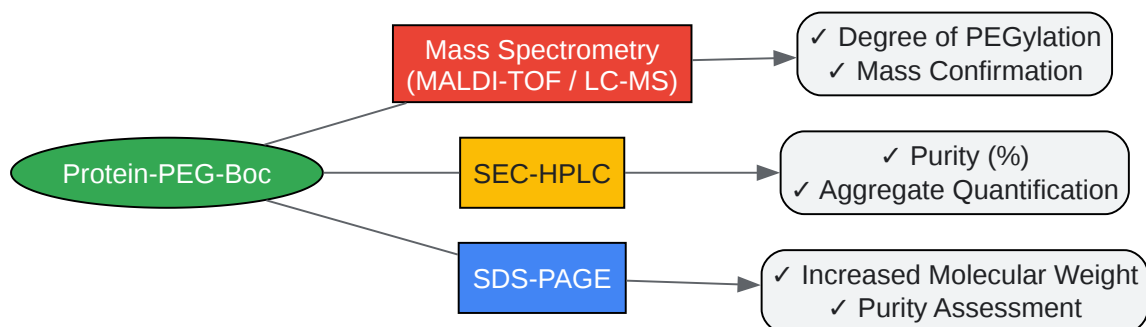 Protein-PEG-Boc
Mass Spectrometry
(MALDI-TOF / LC-MS)
✓ Degree of PEGylation
✓ Mass Confirmation
SEC-HPLC
✓ Purity (%)
✓ Aggregate Quantification
SDS-PAGE
✓ Increased Molecular Weight
✓ Purity Assessment